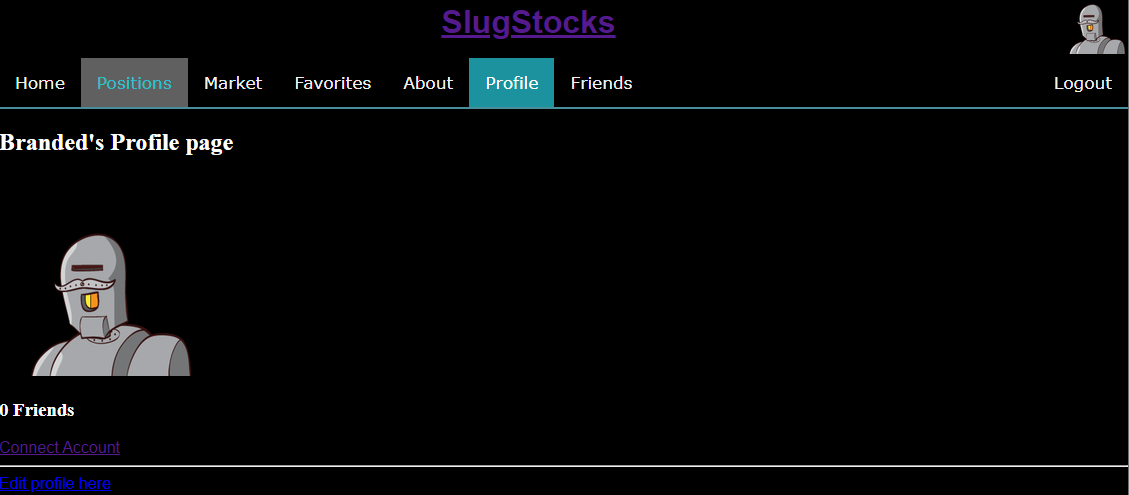 SlugStocks
Home Positions Market Favorites About Profile Friends Logout
Branded's Profile page
0 Friends
Connect Account
Edit profile here